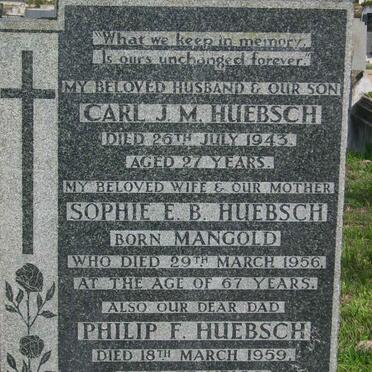 "What we keep in memory,
Is ours unchanged forever."
MY BELOVED HUSBAND & OUR SON
CARL J. M. HUEBSCH
DIED 26TH JULY 1943.
AGED 27 YEARS.
MY BELOVED WIFE & OUR MOTHER
SOPHIE E. B. HUEBSCH
BORN MANGOLD
WHO DIED 29TH MARCH 1956.
AT THE AGE OF 67 YEARS.
ALSO OUR DEAR DAD
PHILIP F. HUEBSCH
DIED 18TH MARCH 1959.